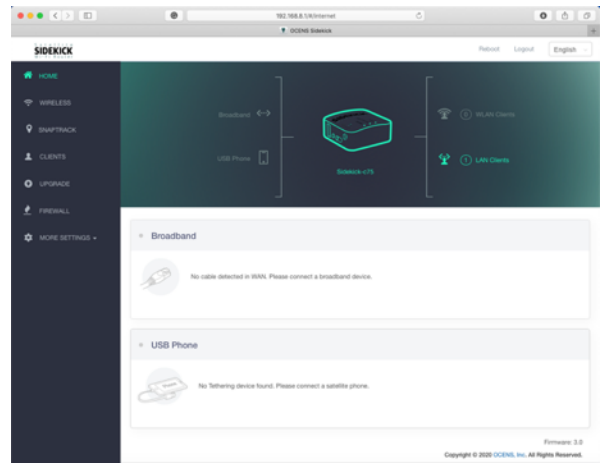 192.168.8.1/#/internet
OCENS Sidekick
SIDEKICK
Reboot Logout English
HOME
WIRELESS
SNAPTRACK
CLIENTS
UPGRADE
FIREWALL
MORE SETTINGS
Broadband
USB Phone
Sidekick-c75
0 WLAN Clients
1 LAN Clients
Broadband
No cable detected in WAN. Please connect a broadband device.
USB Phone
No Tethering device found. Please connect a satellite phone.
Firmware: 3.0
Copyright © 2020 OCENS, Inc. All Rights Reserved.